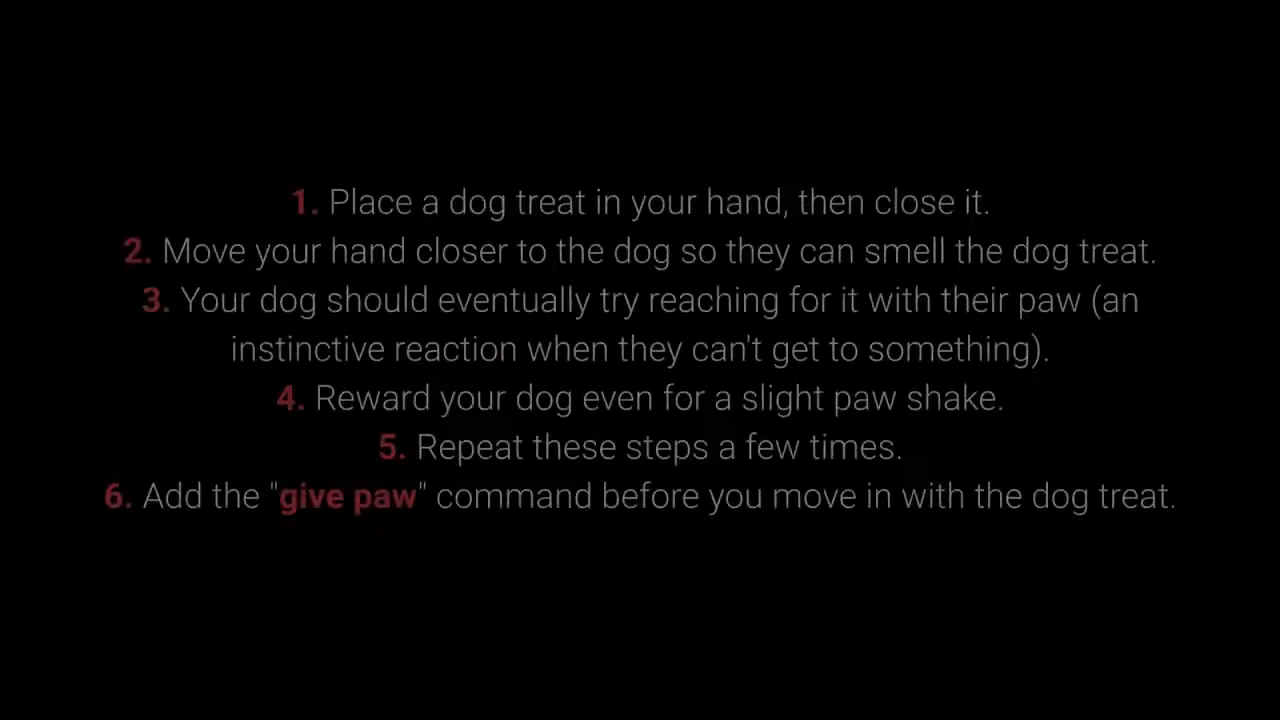 1. Place a dog treat in your hand, then close it.
2. Move your hand closer to the dog so they can smell the dog treat.
3. Your dog should eventually try reaching for it with their paw (an
instinctive reaction when they can't get to something).
4. Reward your dog even for a slight paw shake.
5. Repeat these steps a few times.
6. Add the "give paw" command before you move in with the dog treat.